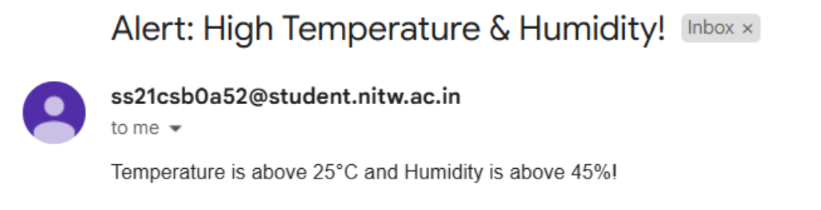 Alert: High Temperature & Humidity! Inbox ×
ss21csb0a52@student.nitw.ac.in
to me
Temperature is above 25°C and Humidity is above 45%!